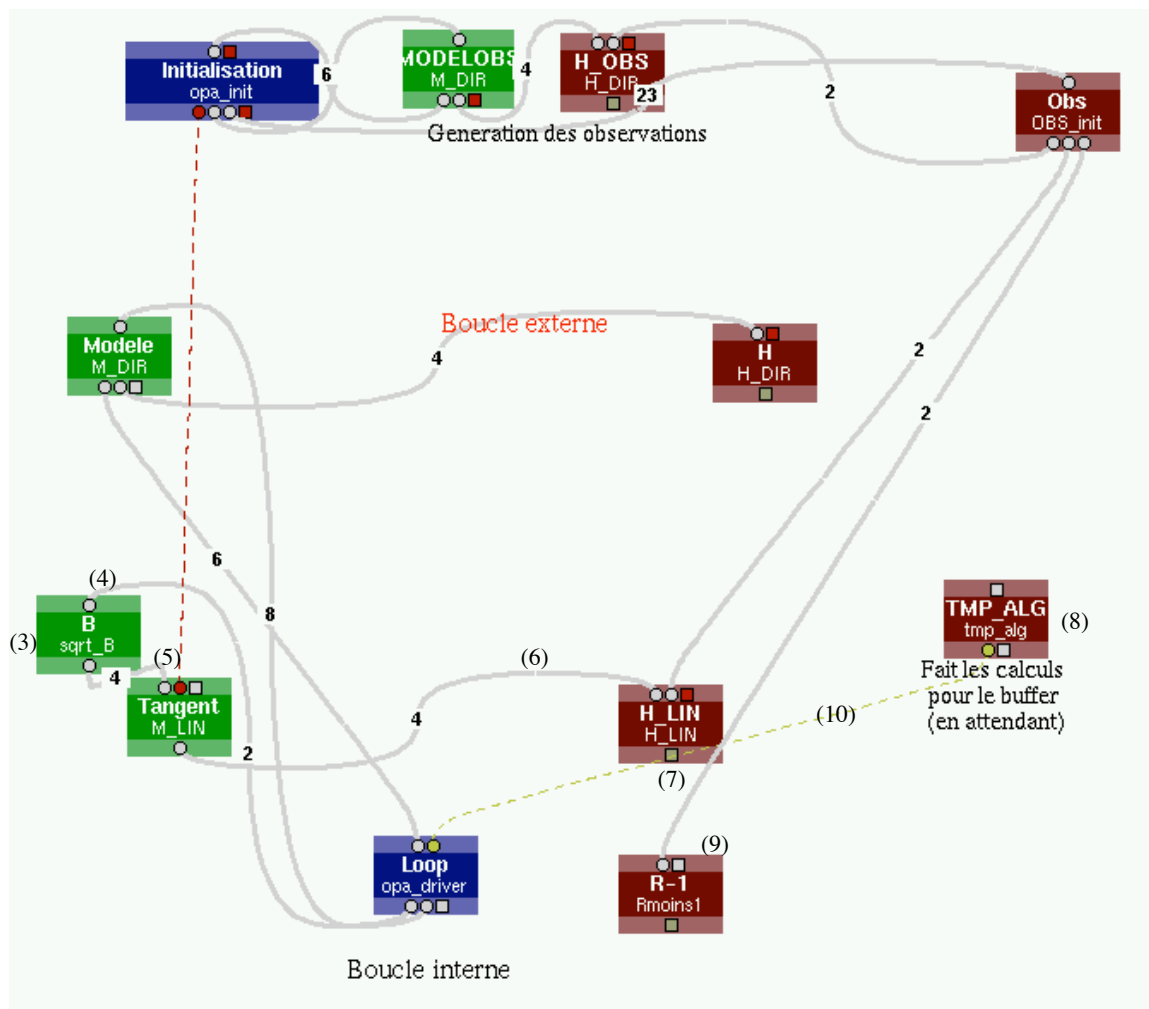 Initialisation
opa_init
6
MODELOBS
M_DIR
4
H_OBS
H_DIR
23
2
Obs
OBS_init
Géneration des observations
Modele
M_DIR
Boucle externe
4
H
H_DIR
2
2
6
8
(4)
(3)
B
sqrt_B
4
(5)
Tangent
M_LIN
(6)
4
2
H_LIN
H_LIN
(7)
TMP_ALG
tmp_alg
(8)
Fait les calculs
pour le buffer
(en attendant)
(10)
Loop
opa_driver
(9)
R-1
Rmoins1
Boucle interne